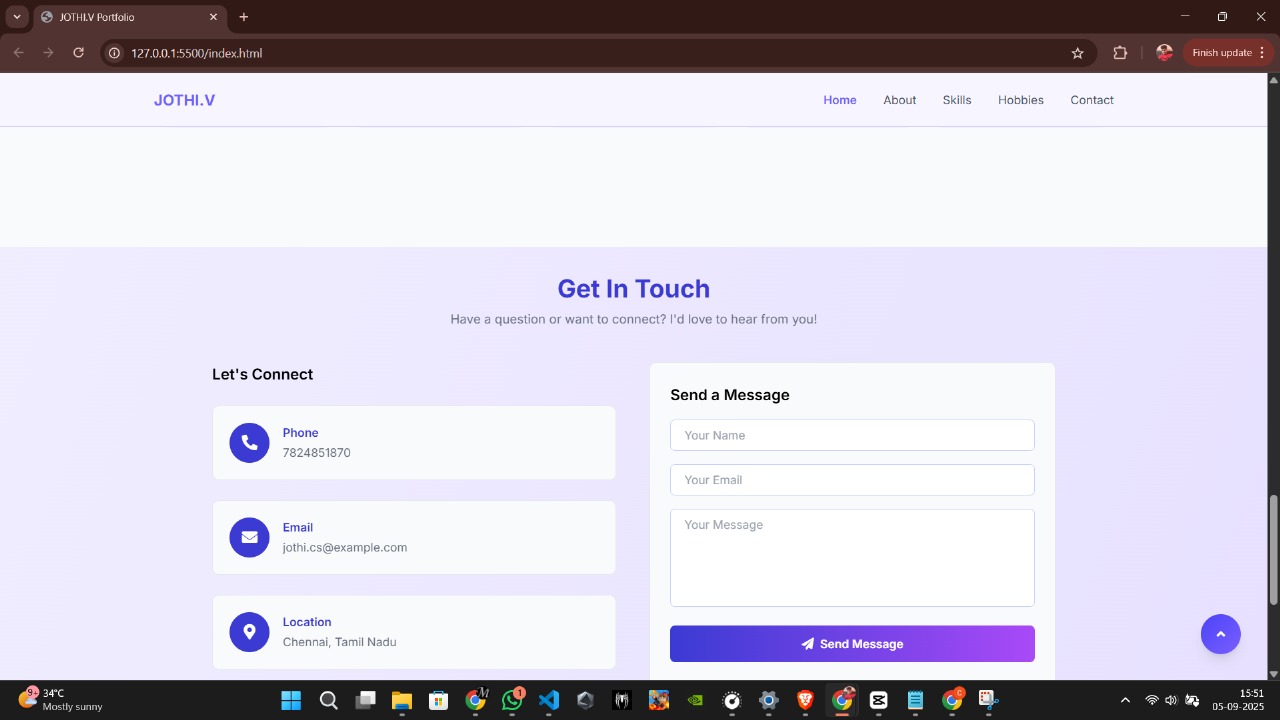 JOTHI.V Portfolio
127.0.0.1:5500/index.html
Finish update
JOTHI.V
Home About Skills Hobbies Contact
Get In Touch
Have a question or want to connect? I'd love to hear from you!
Let's Connect
Phone
7824851870
Email
jothi.cs@example.com
Location
Chennai, Tamil Nadu
Send a Message
Your Name
Your Email
Your Message
Send Message
9+
34°C
Mostly sunny
M
1
C
15:51
05-09-2025